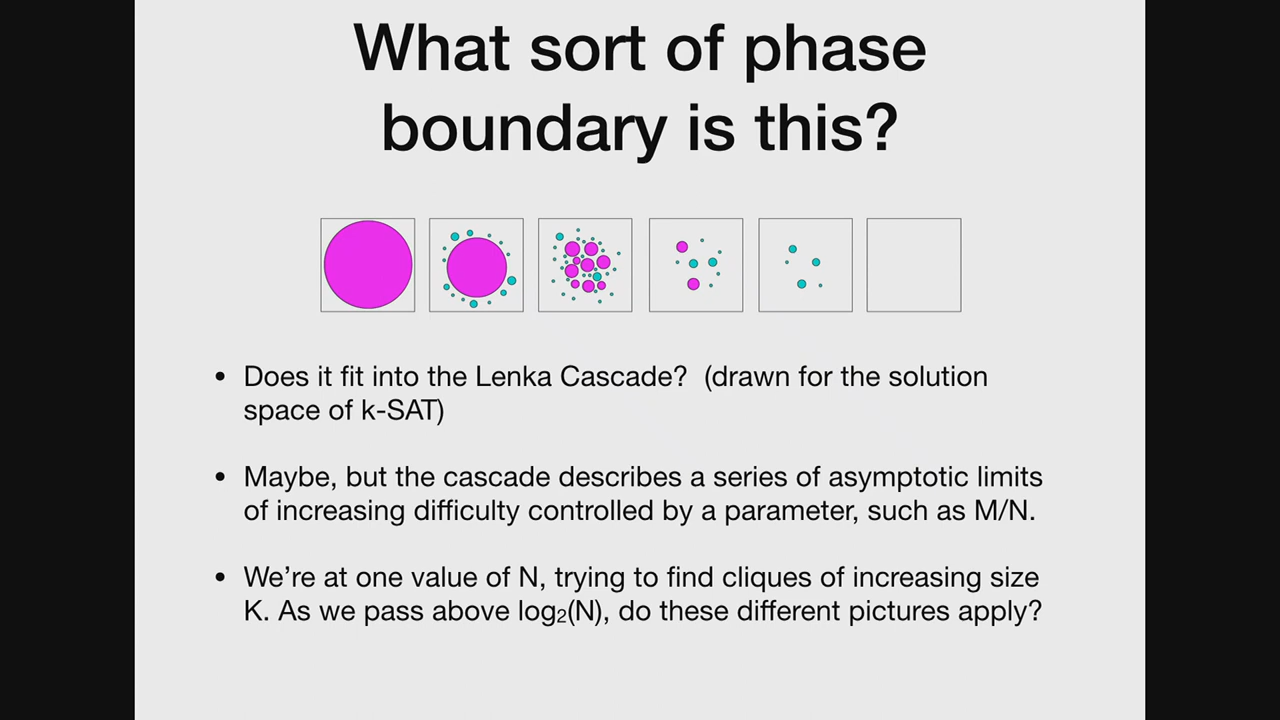 What sort of phase
boundary is this?
• Does it fit into the Lenka Cascade?  (drawn for the solution
space of k-SAT)
• Maybe, but the cascade describes a series of asymptotic limits
of increasing difficulty controlled by a parameter, such as M/N.
• We’re at one value of N, trying to find cliques of increasing size
K. As we pass above log₂(N), do these different pictures apply?